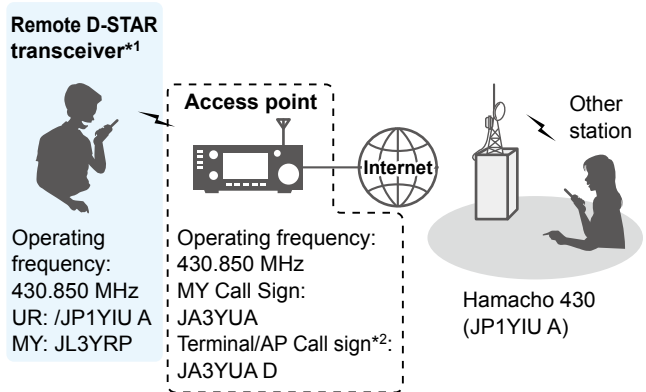 Remote D-STAR
transceiver*1
Operating
frequency:
430.850 MHz
UR: /JP1YIU A
MY: JL3YRP
Access point
Operating frequency:
430.850 MHz
MY Call Sign:
JA3YUA
Terminal/AP Call sign*2:
JA3YUA D
Internet
Other
station
Hamacho 430
(JP1YIU A)